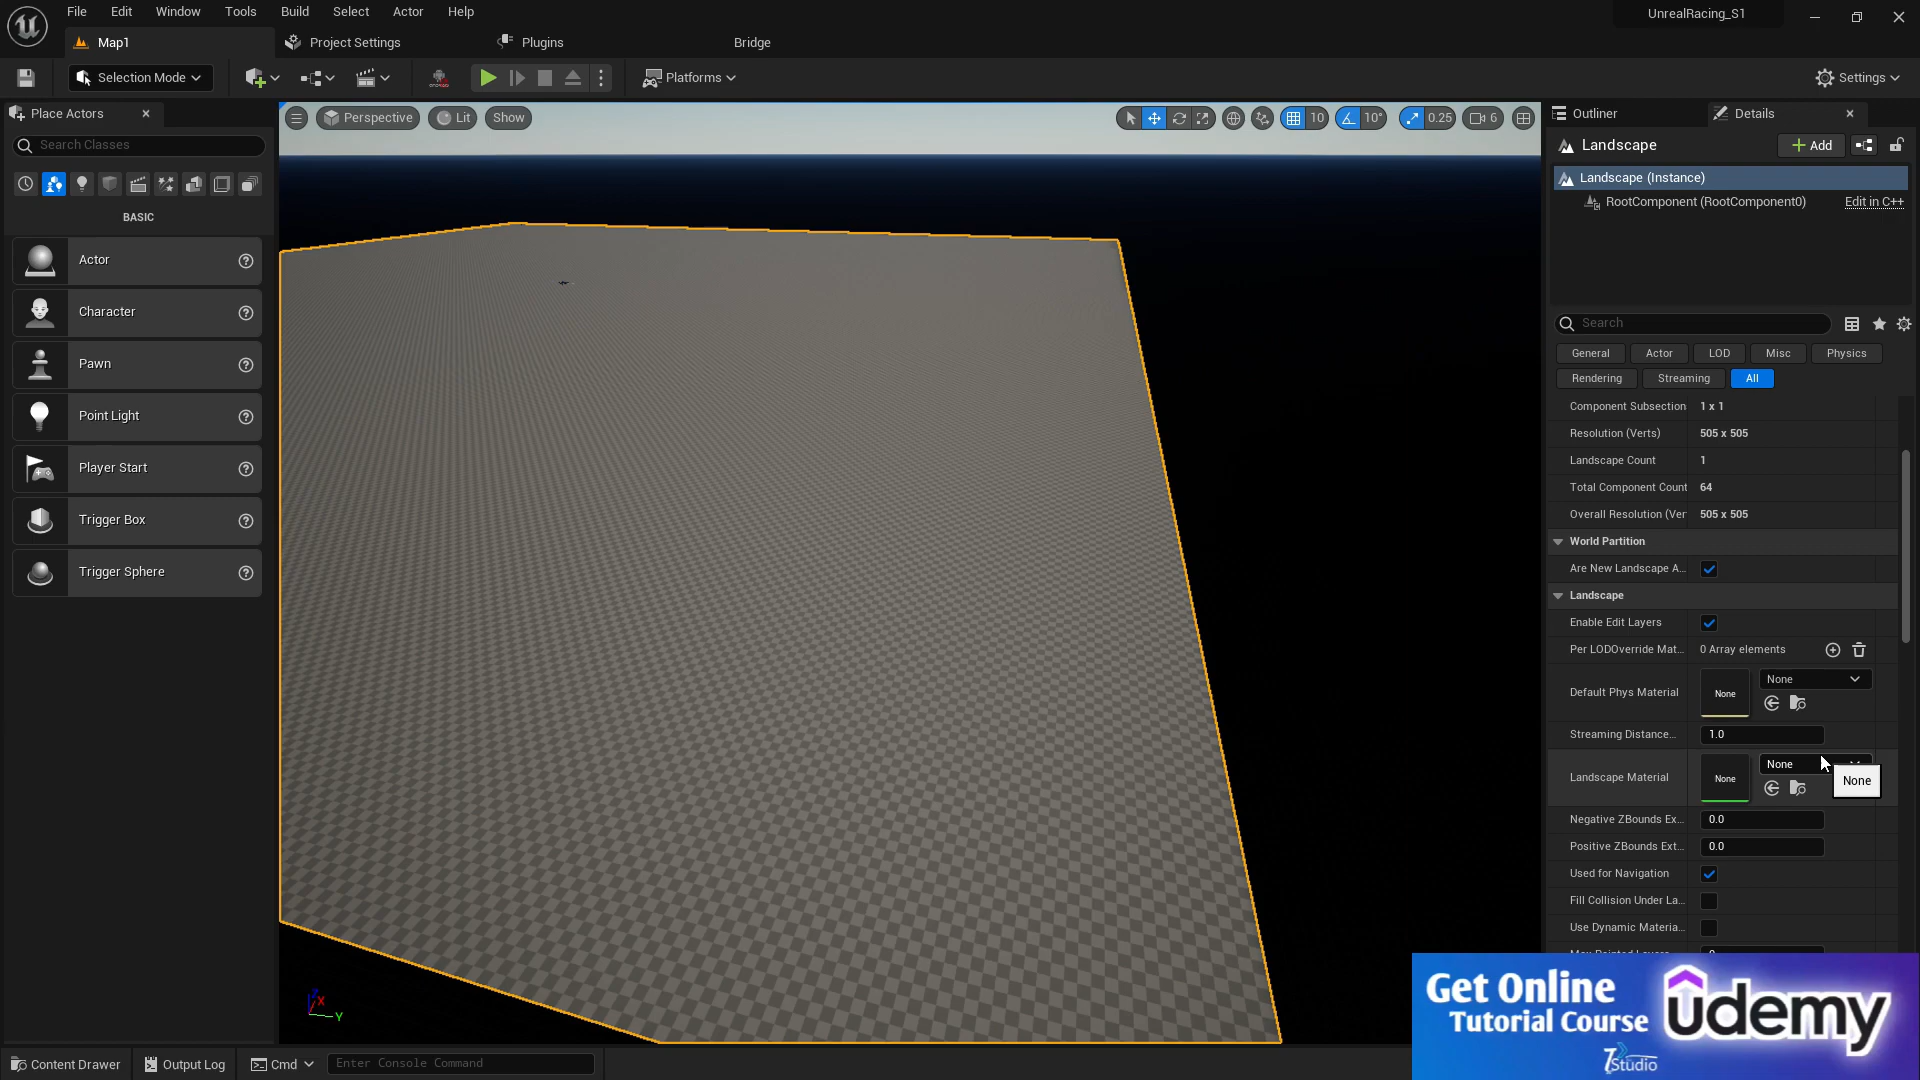 File Edit Window Tools Build Select Actor Help
UnrealRacing_S1
Map1
Project Settings
Plugins
Bridge
Selection Mode
Platforms
Settings
Place Actors
Search Classes
BASIC
Actor
Character
Pawn
Point Light
Player Start
Trigger Box
Trigger Sphere
Perspective
Lit
Show
10
10°
0.25
6
Z
X
Y
Outliner
Details
Landscape
Add
Landscape (Instance)
RootComponent (RootComponent0)
Edit in C++
Search
General Actor LOD Misc Physics
Rendering Streaming All
Component Subsection 1 x 1
Resolution (Verts) 505 x 505
Landscape Count 1
Total Component Count 64
Overall Resolution (Ver 505 x 505
World Partition
Are New Landscape A...
Landscape
Enable Edit Layers
Per LODOverride Mat... 0 Array elements
Default Phys Material None None
Streaming Distance... 1.0
Landscape Material None None
None
Negative ZBounds Ex... 0.0
Positive ZBounds Ext... 0.0
Used for Navigation
Fill Collision Under La...
Use Dynamic Materia...
Get Online
Tutorial Course
udemy
7Studio
Content Drawer
Output Log
Cmd
Enter Console Command